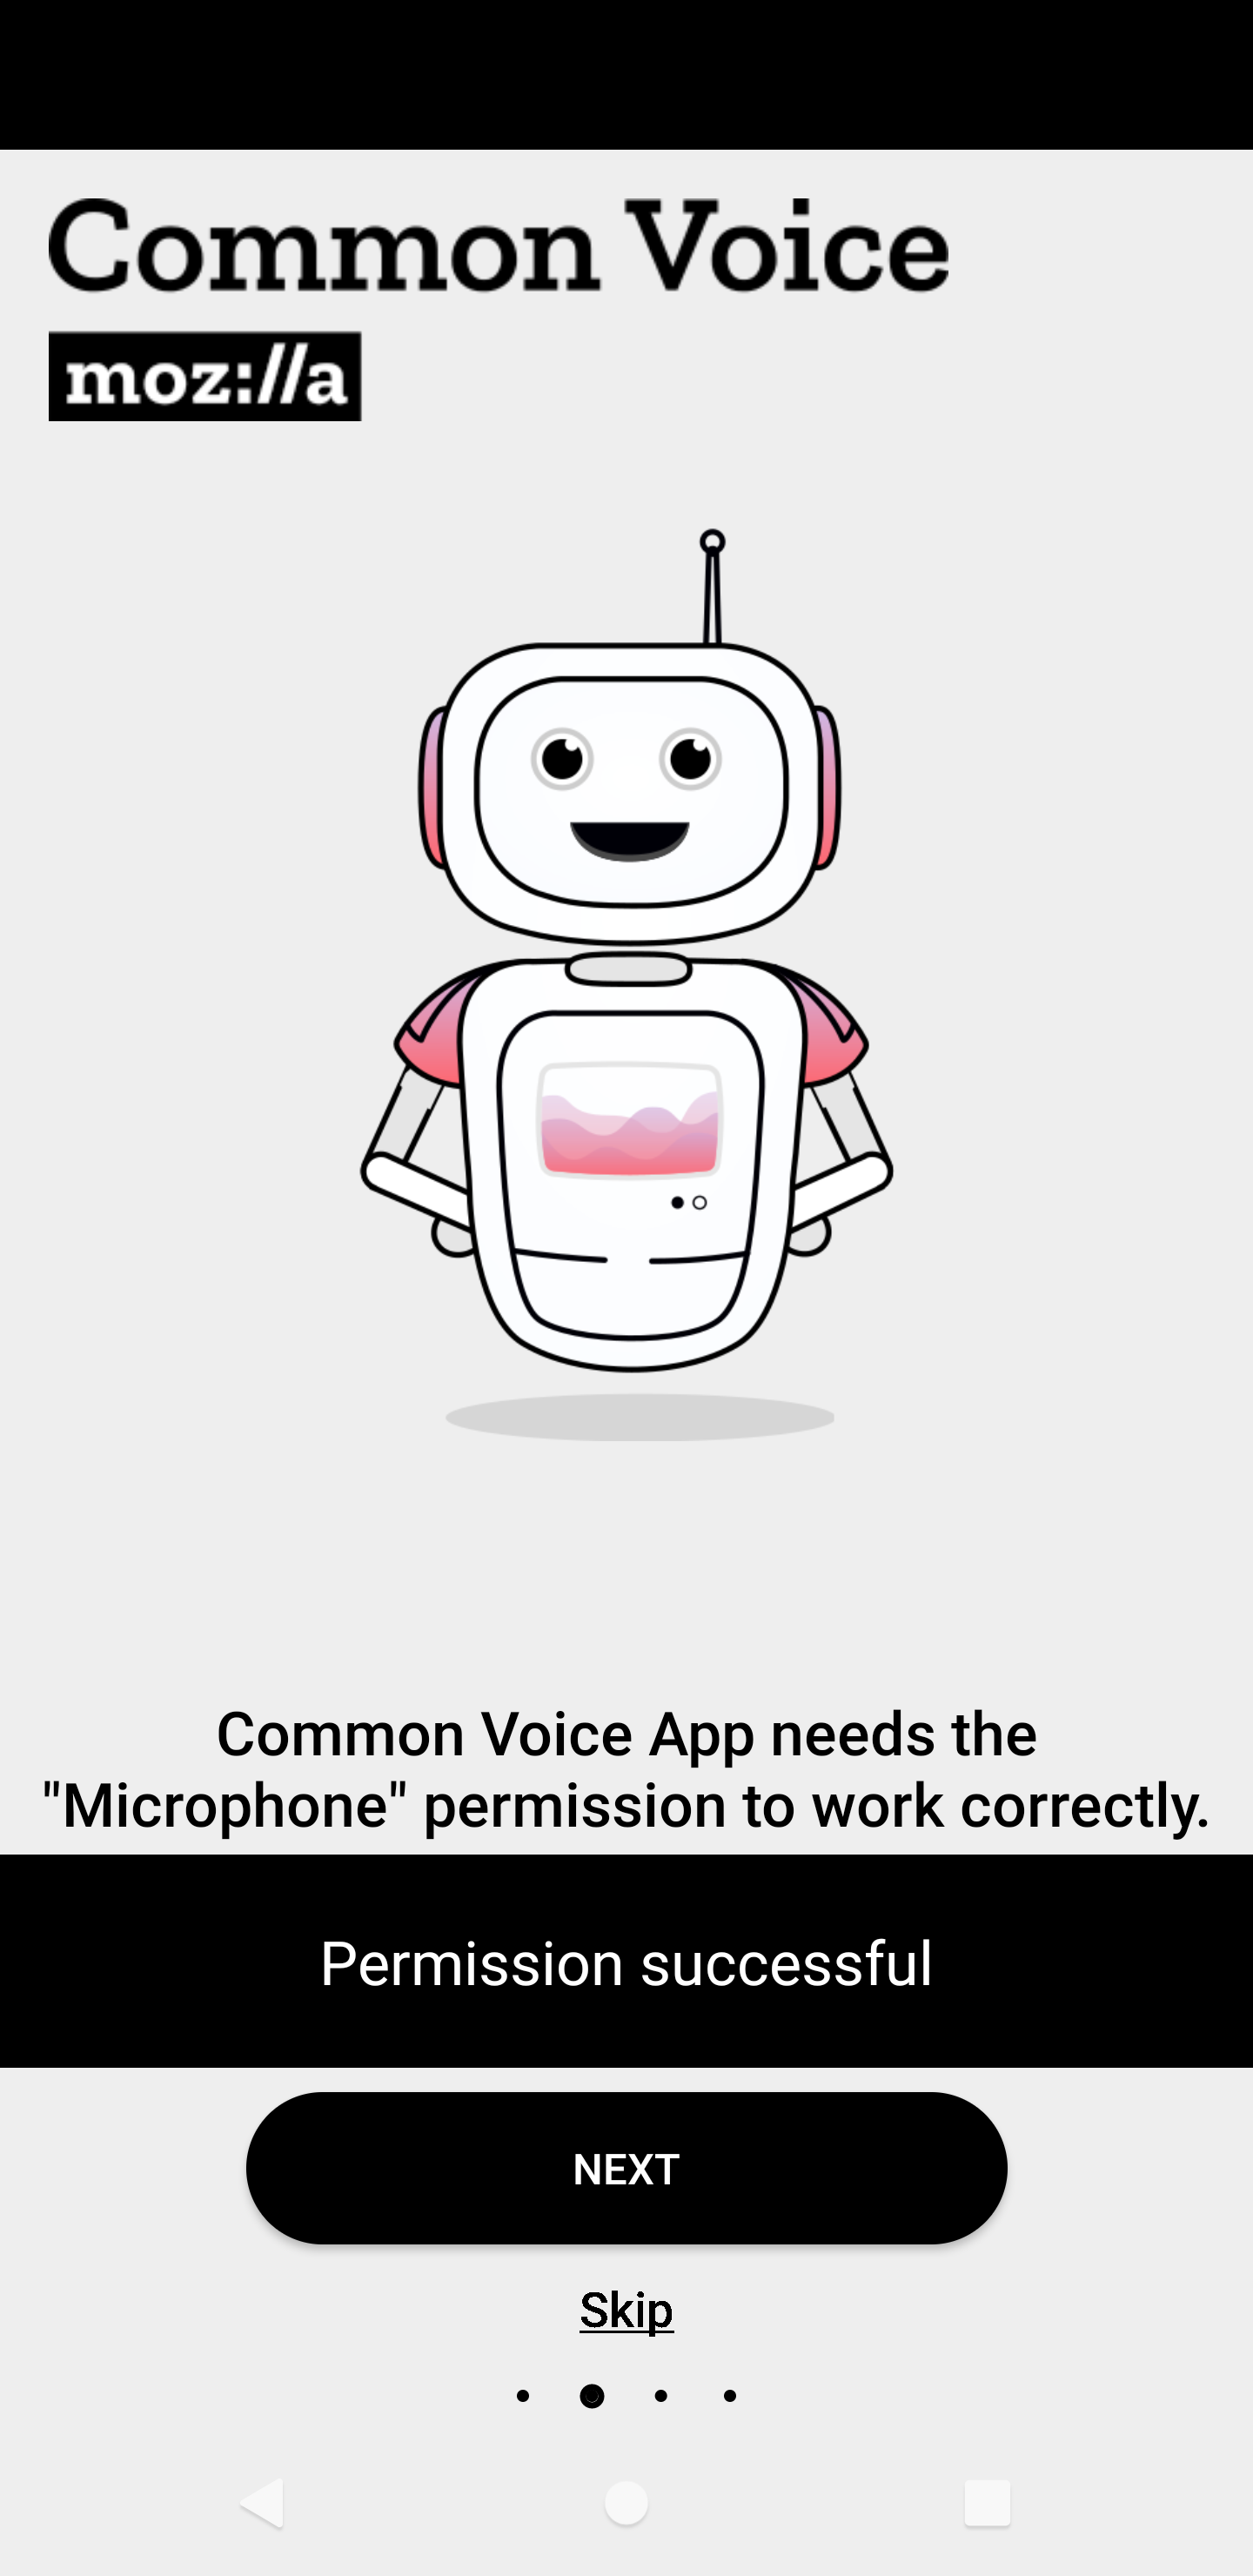 Common Voice
moz://a
Common Voice App needs the
"Microphone" permission to work correctly.
Permission successful
NEXT
Skip